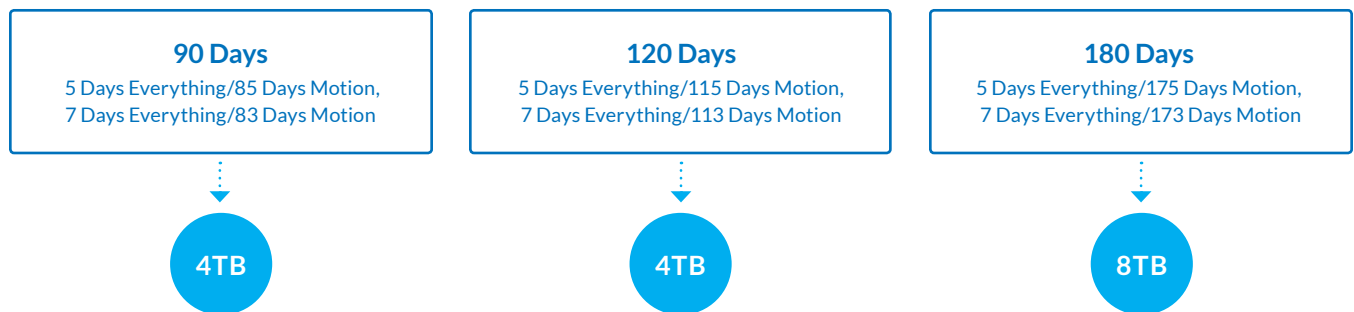 90 Days
5 Days Everything/85 Days Motion,
7 Days Everything/83 Days Motion
4TB
120 Days
5 Days Everything/115 Days Motion,
7 Days Everything/113 Days Motion
4TB
180 Days
5 Days Everything/175 Days Motion,
7 Days Everything/173 Days Motion
8TB